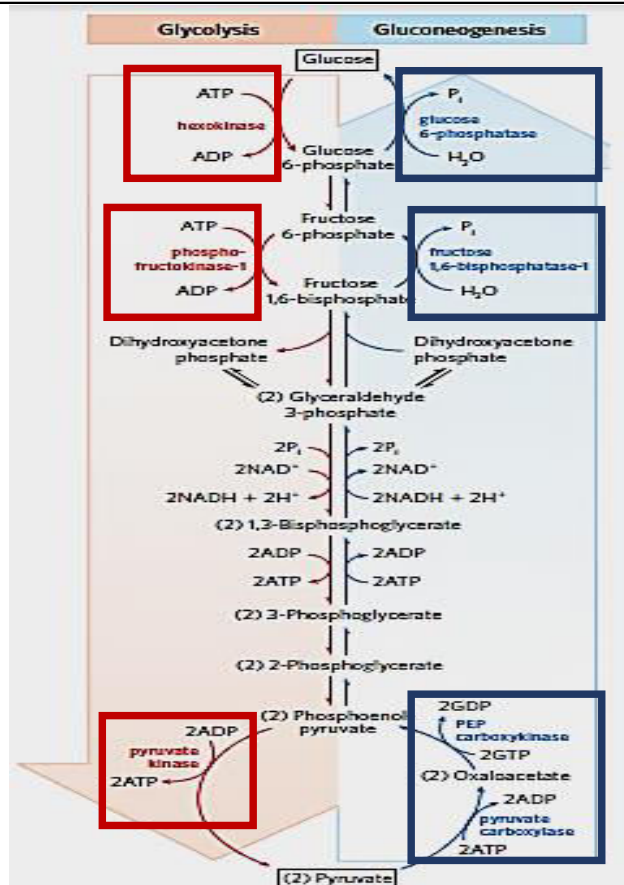 Glycolysis
Gluconeogenesis
Glucose
ATP
hexokinase
ADP
Pᵢ
glucose
6-phosphatase
H₂O
Glucose
6-phosphate
ATP
phospho-
fructokinase-1
ADP
Fructose
6-phosphate
Pᵢ
fructose
1,6-bisphosphatase-1
H₂O
Fructose
1,6-bisphosphate
Dihydroxyacetone
phosphate
Dihydroxyacetone
phosphate
(2) Glyceraldehyde
3-phosphate
2Pᵢ
2Pᵢ
2NAD⁺
2NAD⁺
2NADH + 2H⁺
2NADH + 2H⁺
(2) 1,3-Bisphosphoglycerate
2ADP
2ADP
2ATP
2ATP
(2) 3-Phosphoglycerate
(2) 2-Phosphoglycerate
(2) Phosphoenol
pyruvate
2ADP
pyruvate
kinase
2ATP
2GDP
PEP
carboxykinase
2GTP
(2) Oxaloacetate
2ADP
pyruvate
carboxylase
2ATP
(2) Pyruvate